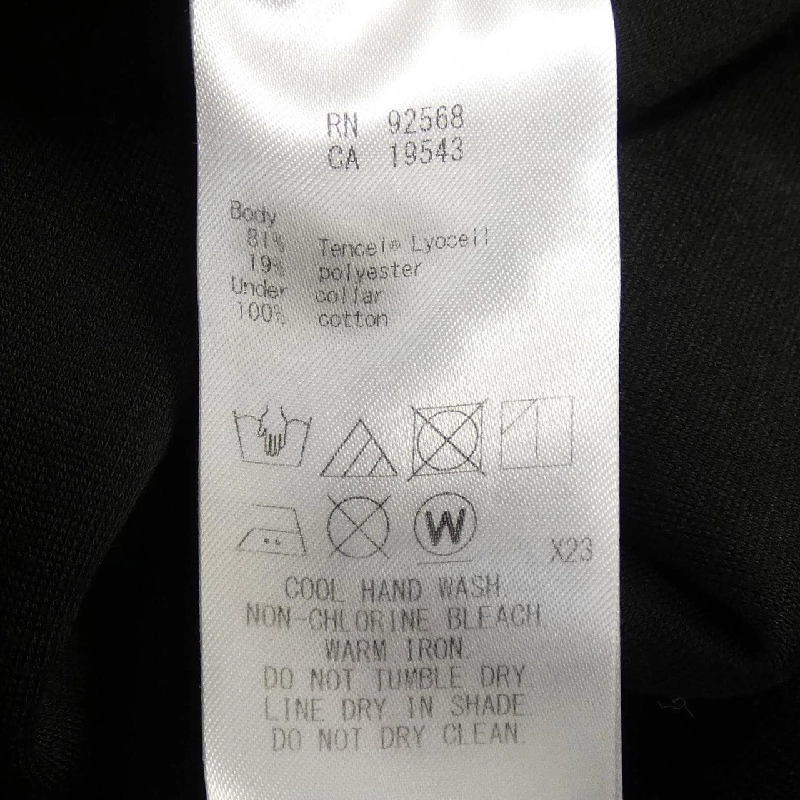 RN 92568
CA 19543
Body
81% Tencel® Lyocell
19% polyester
Under collar
100% cotton
W
X23
COOL HAND WASH.
NON-CHLORINE BLEACH
WARM IRON.
DO NOT TUMBLE DRY
LINE DRY IN SHADE
DO NOT DRY CLEAN.